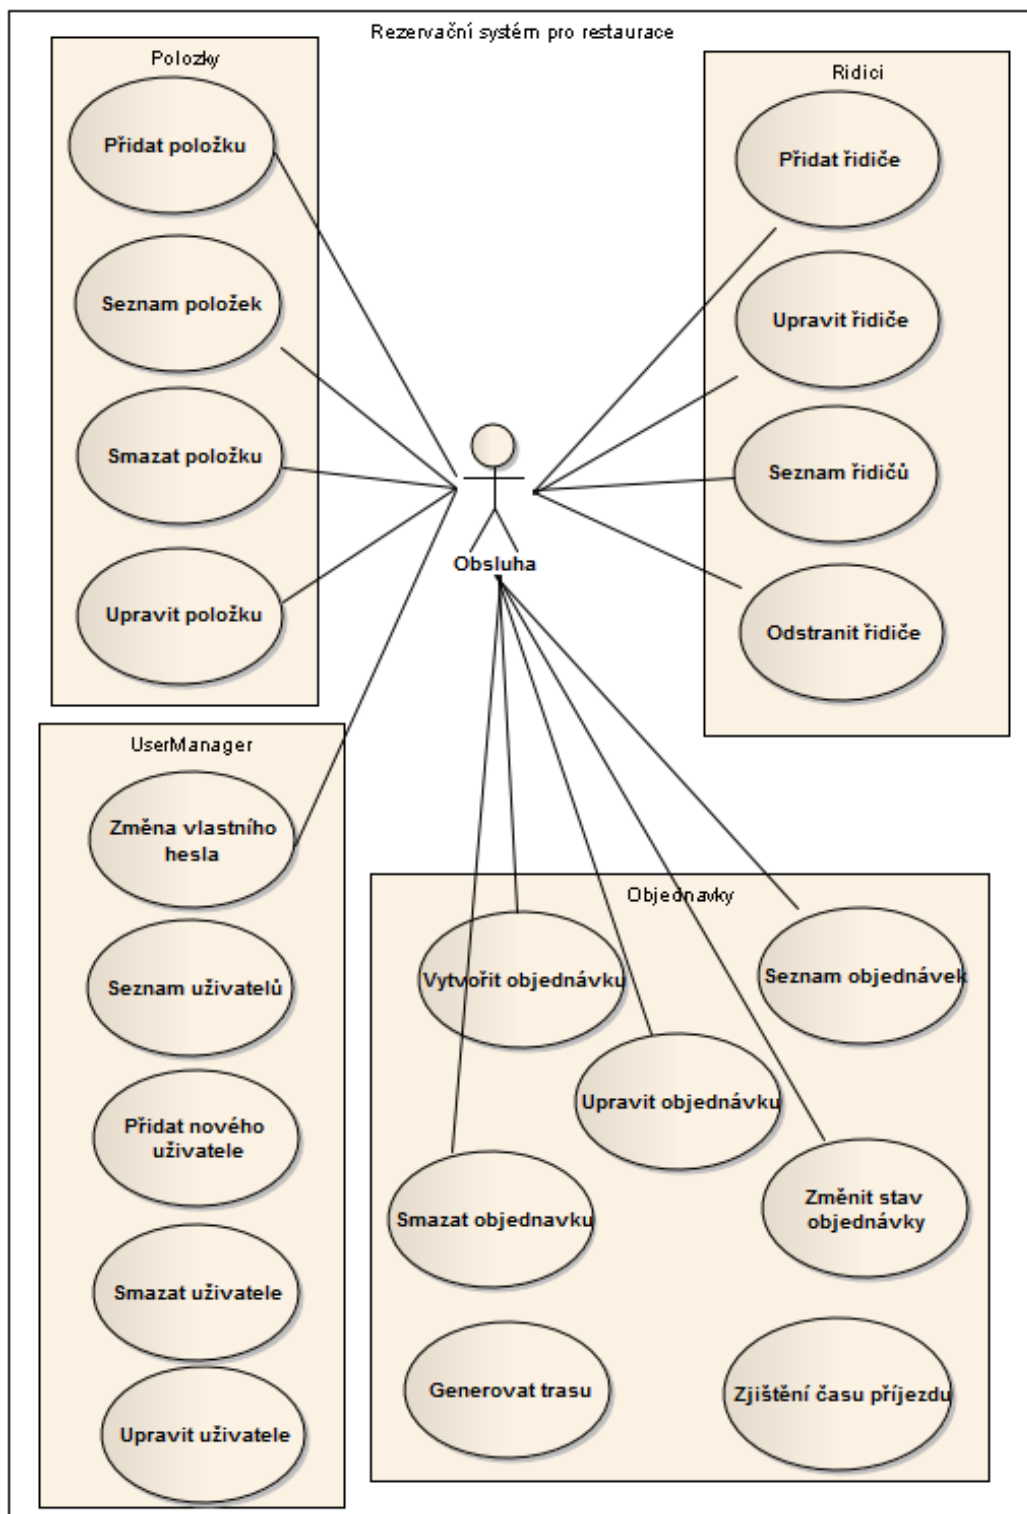 Rezervační systém pro restaurace
Polozky
Přidat položku
Seznam položek
Smazat položku
Upravit položku
Ridici
Přidat řidiče
Upravit řidiče
Seznam řidičů
Odstranit řidiče
Obsluha
UserManager
Změna vlastního
hesla
Seznam uživatelů
Přidat nového
uživatele
Smazat uživatele
Upravit uživatele
Objednavky
Vytvořit objednávku
Seznam objednávek
Upravit objednávku
Smazat objednavku
Změnit stav
objednávky
Generovat trasu
Zjištění času příjezdu